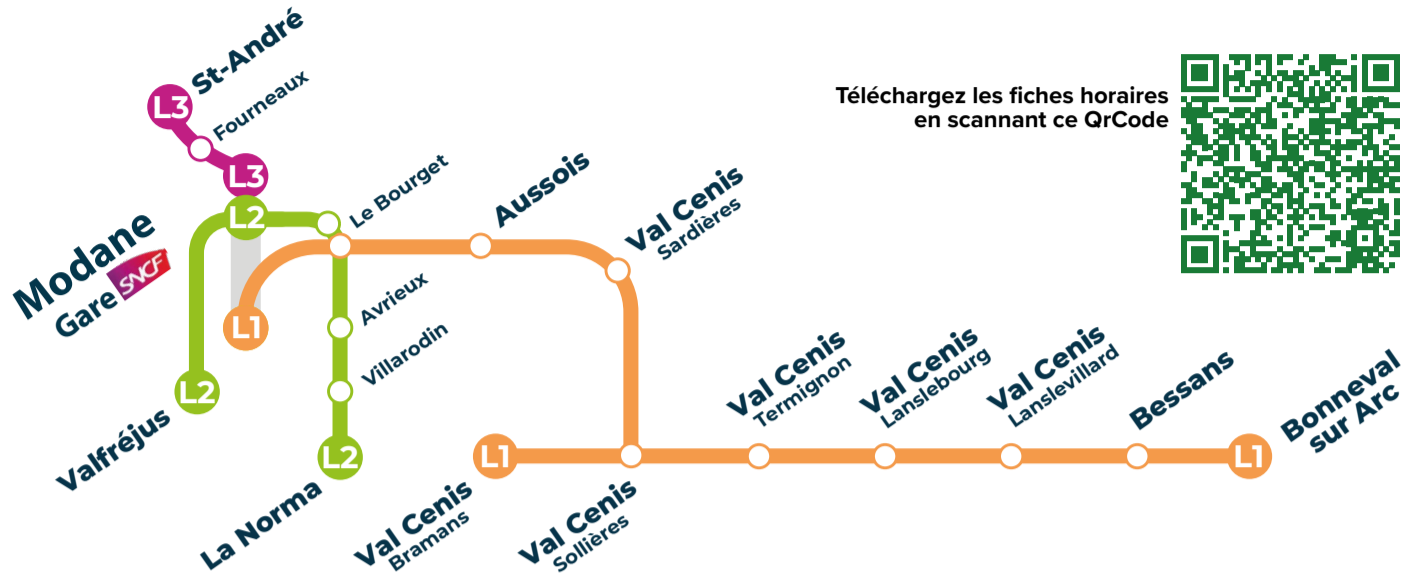 St-André
L3
Fourneaux
L3
L2
Le Bourget
Aussois
Val Cenis
Sardières
Téléchargez les fiches horaires
en scannant ce QrCode
Modane
Gare SNCF
L1
Avrieux
Villarodin
L2
Valfréjus
L2
La Norma
L1
Val Cenis
Bramans
Val Cenis
Sollières
Val Cenis
Termignon
Val Cenis
Lanslebourg
Val Cenis
Lanslevillard
Bessans
L1
Bonneval
sur Arc